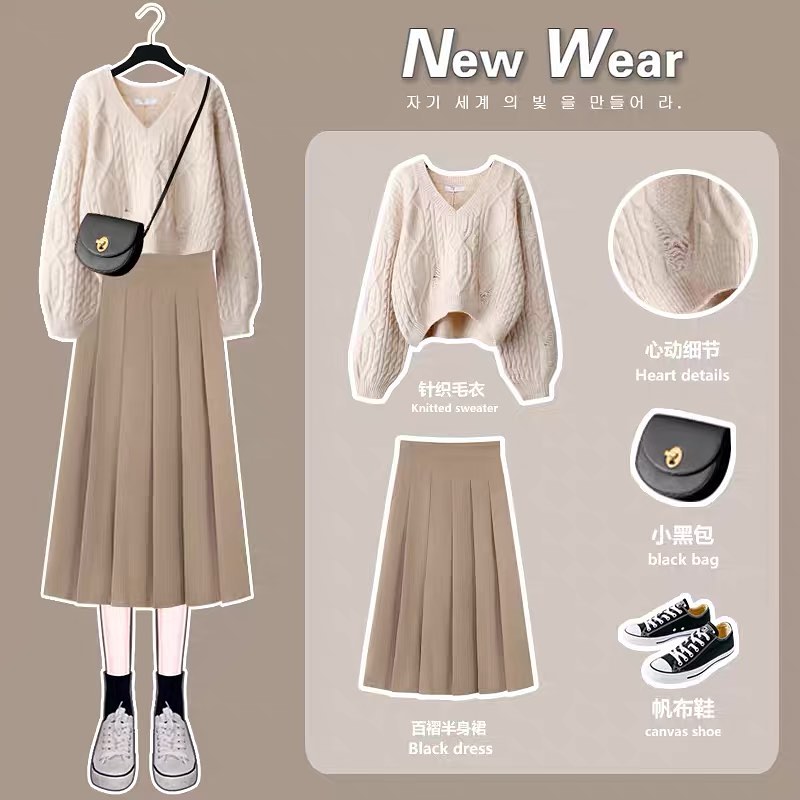 New Wear
자기 세계 의 빛 을 만들어 라.
针织毛衣
Knitted sweater
心动细节
Heart details
小黑包
black bag
百褶半身裙
Black dress
帆布鞋
canvas shoe